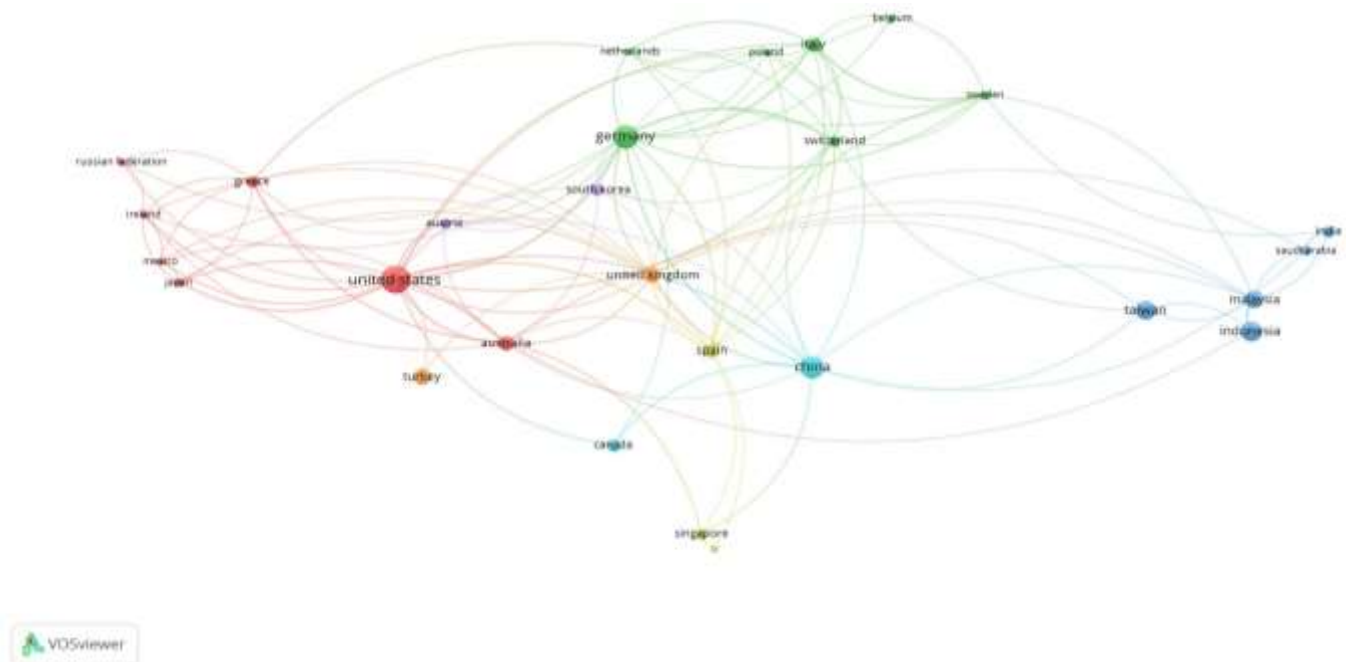 belgium
italy
netherlands
poland
sweden
germany
switzerland
russian federation
greece
south korea
ireland
austria
india
saudi arabia
mexico
united kingdom
united states
japan
malaysia
taiwan
indonesia
australia
spain
china
turkey
canada
singapore
VOSviewer